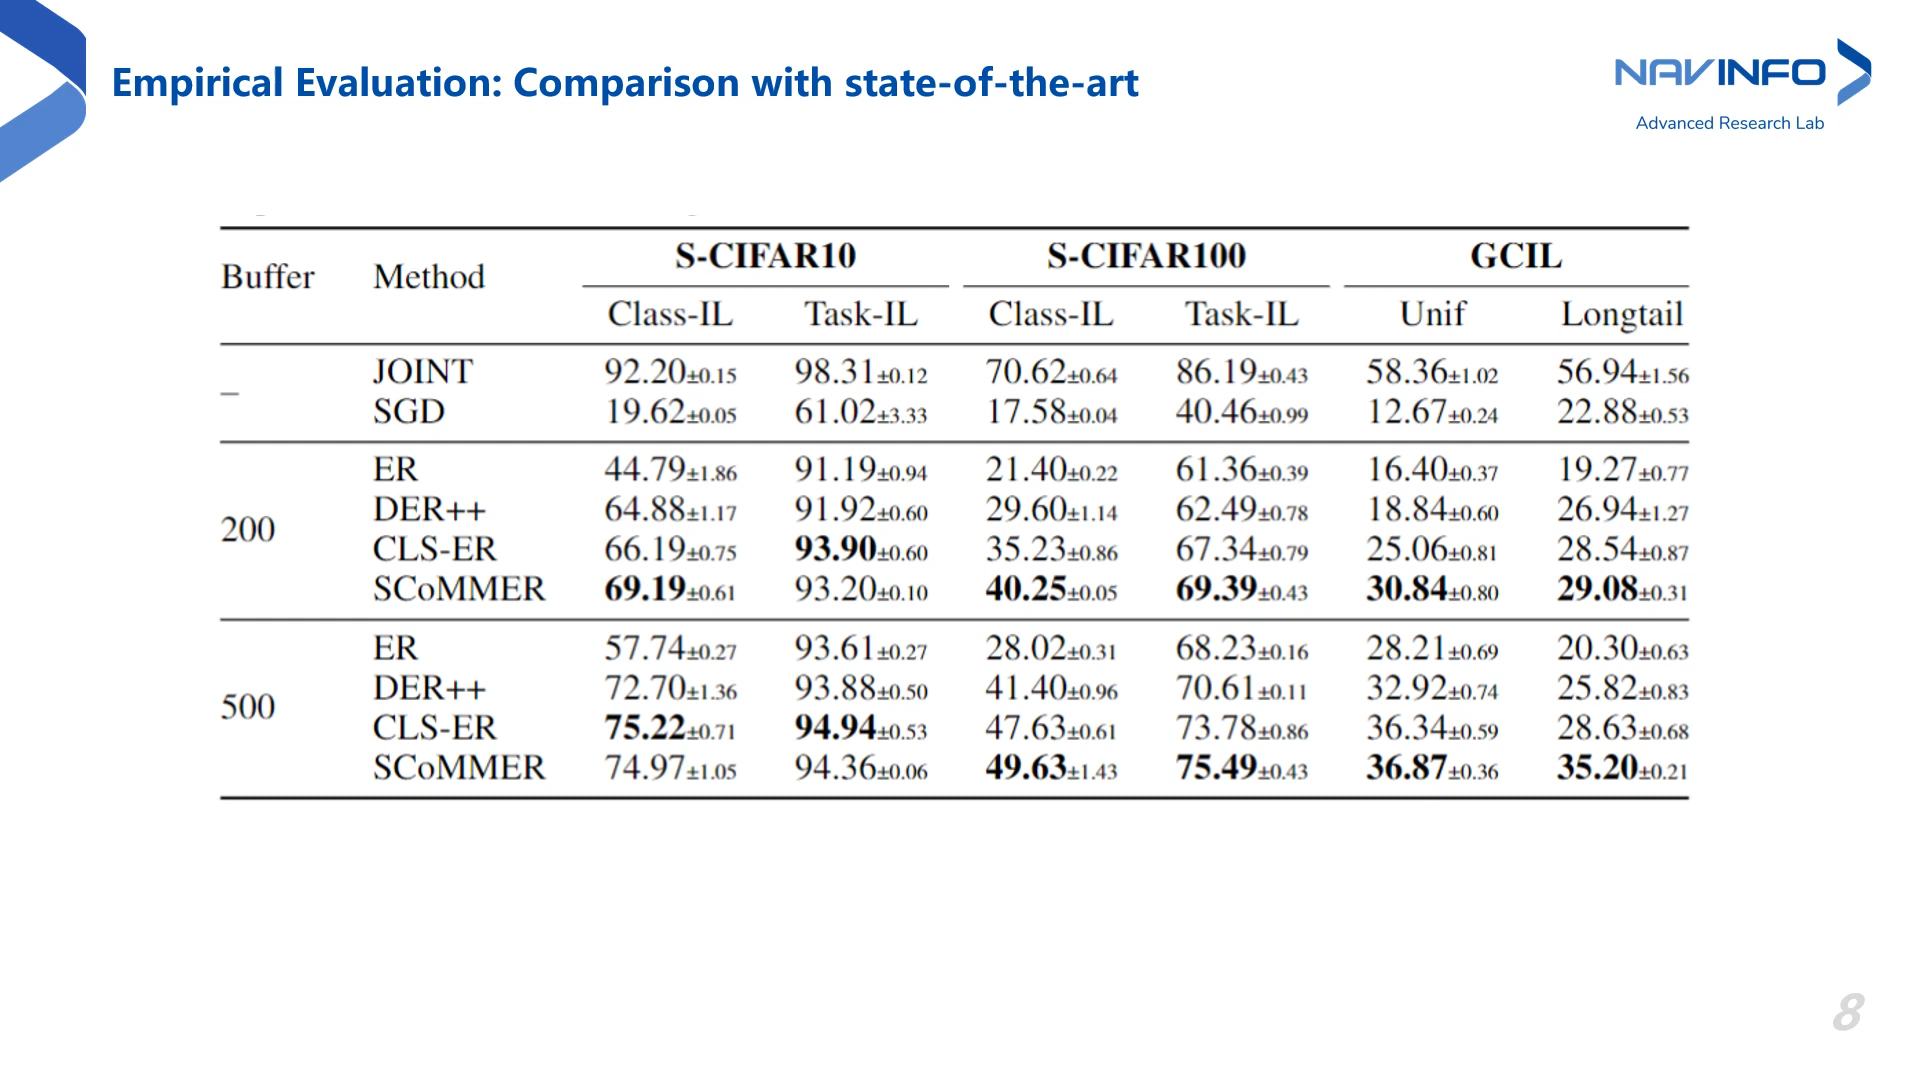 Empirical Evaluation: Comparison with state-of-the-art
NAVINFO
Advanced Research Lab
Buffer Method S-CIFAR10 S-CIFAR100 GCIL
Class-IL Task-IL Class-IL Task-IL Unif Longtail
– JOINT 92.20±0.15 98.31±0.12 70.62±0.64 86.19±0.43 58.36±1.02 56.94±1.56
SGD 19.62±0.05 61.02±3.33 17.58±0.04 40.46±0.99 12.67±0.24 22.88±0.53
200 ER 44.79±1.86 91.19±0.94 21.40±0.22 61.36±0.39 16.40±0.37 19.27±0.77
DER++ 64.88±1.17 91.92±0.60 29.60±1.14 62.49±0.78 18.84±0.60 26.94±1.27
CLS-ER 66.19±0.75 93.90±0.60 35.23±0.86 67.34±0.79 25.06±0.81 28.54±0.87
SCoMMER 69.19±0.61 93.20±0.10 40.25±0.05 69.39±0.43 30.84±0.80 29.08±0.31
500 ER 57.74±0.27 93.61±0.27 28.02±0.31 68.23±0.16 28.21±0.69 20.30±0.63
DER++ 72.70±1.36 93.88±0.50 41.40±0.96 70.61±0.11 32.92±0.74 25.82±0.83
CLS-ER 75.22±0.71 94.94±0.53 47.63±0.61 73.78±0.86 36.34±0.59 28.63±0.68
SCoMMER 74.97±1.05 94.36±0.06 49.63±1.43 75.49±0.43 36.87±0.36 35.20±0.21
8